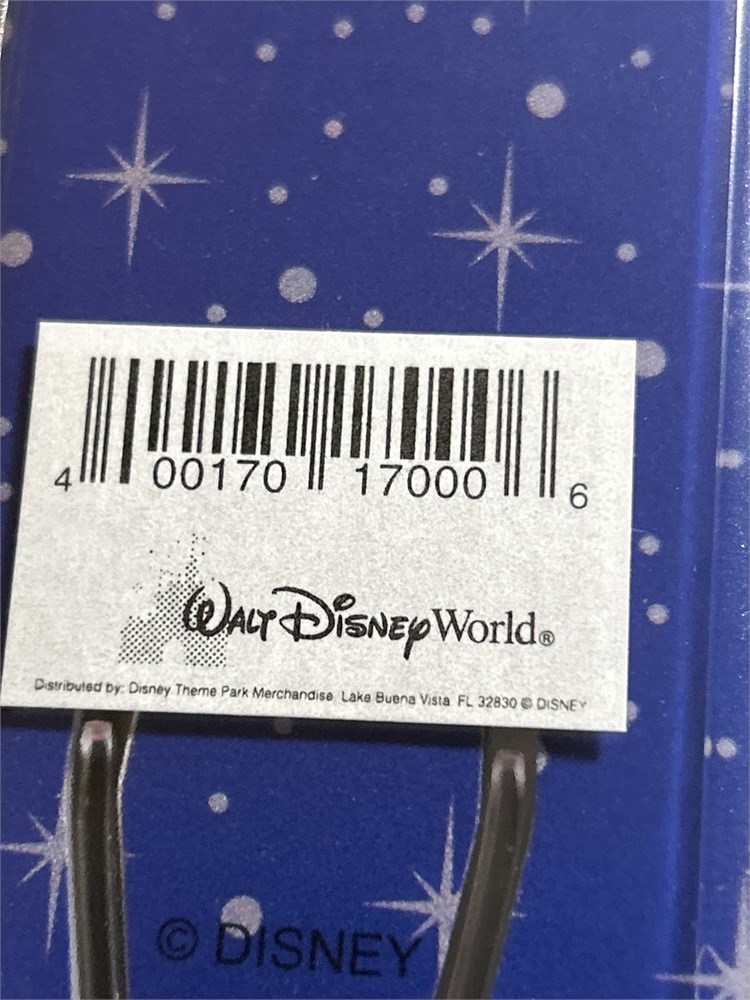 4 00170 17000 6
Walt Disney World®
Distributed by: Disney Theme Park Merchandise Lake Buena Vista FL 32830 © DISNEY
© DISNEY